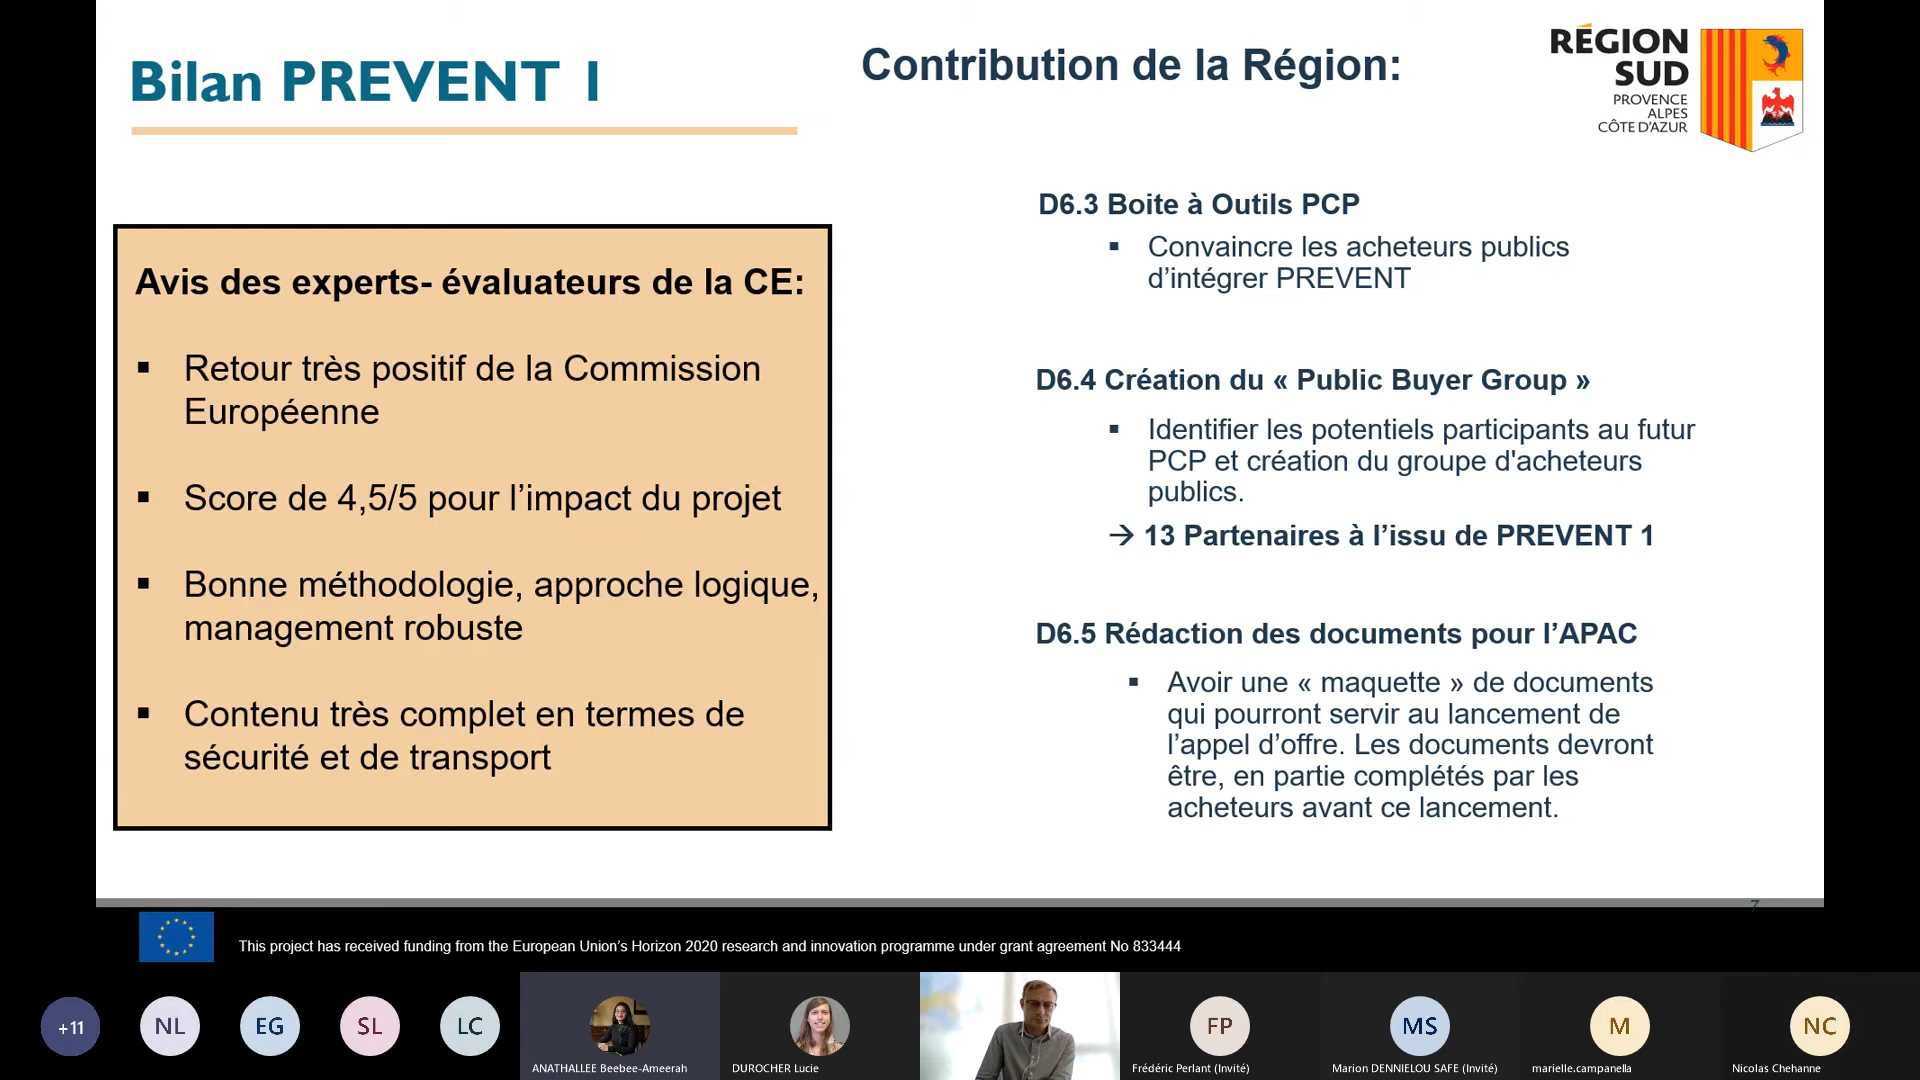 Bilan PREVENT 1
Contribution de la Région:
RÉGION
SUD
PROVENCE
ALPES
CÔTE D'AZUR
Avis des experts- évaluateurs de la CE:
▪ Retour très positif de la Commission
Européenne
▪ Score de 4,5/5 pour l’impact du projet
▪ Bonne méthodologie, approche logique,
management robuste
▪ Contenu très complet en termes de
sécurité et de transport
D6.3 Boite à Outils PCP
▪ Convaincre les acheteurs publics
d’intégrer PREVENT
D6.4 Création du « Public Buyer Group »
▪ Identifier les potentiels participants au futur
PCP et création du groupe d'acheteurs
publics.
→ 13 Partenaires à l’issu de PREVENT 1
D6.5 Rédaction des documents pour l’APAC
▪ Avoir une « maquette » de documents
qui pourront servir au lancement de
l’appel d’offre. Les documents devront
être, en partie complétés par les
acheteurs avant ce lancement.
7
This project has received funding from the European Union’s Horizon 2020 research and innovation programme under grant agreement No 833444
+11
NL
EG
SL
LC
FP
MS
M
NC
ANATHALLEE Beebee-Ameerah
DUROCHER Lucie
Frédéric Perlant (Invité)
Marion DENNIELOU SAFE (Invité)
marielle.campanella
Nicolas Chehanne